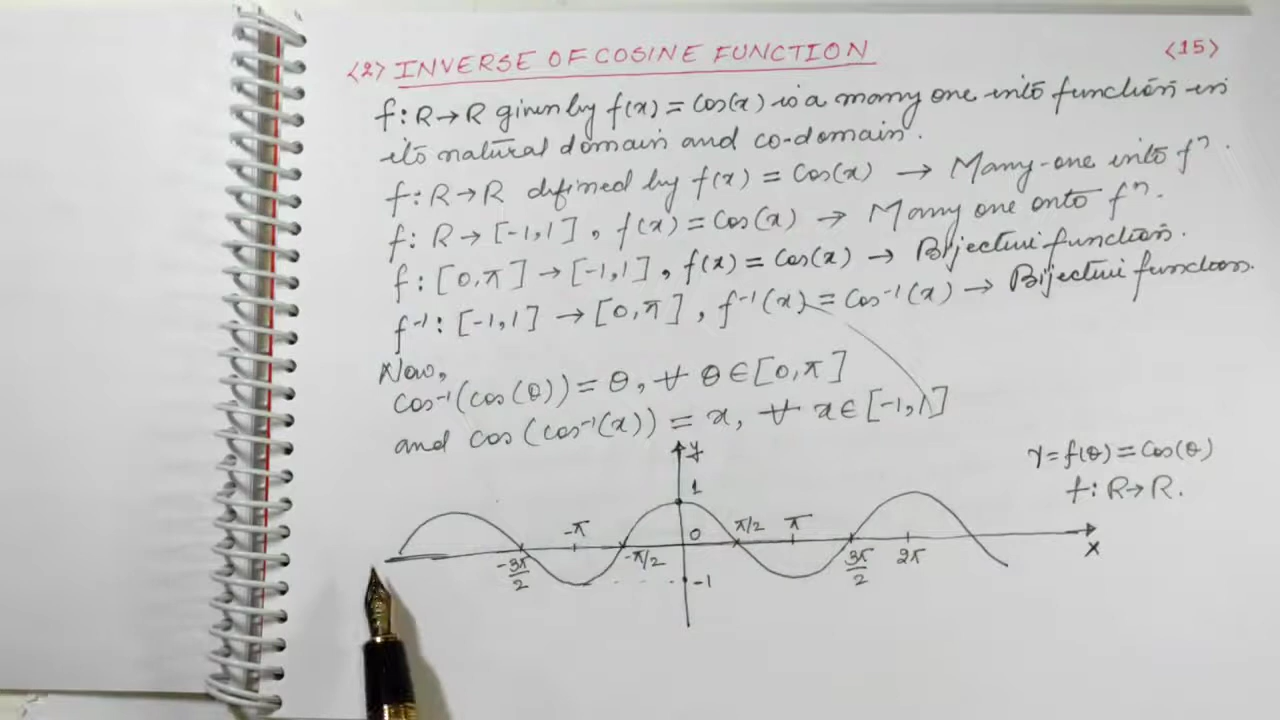 <2> INVERSE OF COSINE FUNCTION
<15>
f: R→R given by f(x) = Cos(x) is a many one into function in
its natural domain and co-domain.
f: R→R defined by f(x) = Cos(x) → Many-one into fⁿ.
f: R→[-1,1], f(x) = Cos(x) → Many one onto fⁿ.
f: [0,π]→[-1,1], f(x) = Cos(x) → Bijective function.
f⁻¹: [-1,1]→[0,π], f⁻¹(x) = Cos⁻¹(x) → Bijective function.
Now,
cos⁻¹(cos(θ)) = θ, ∀ θ∈[0,π]
and cos(cos⁻¹(x)) = x, ∀ x∈[-1,1]
y
Y=f(θ)=Cos(θ)
f: R→R.
1
-π
0
π/2
π
x
-3π/2
-π/2
-1
3π/2
2π